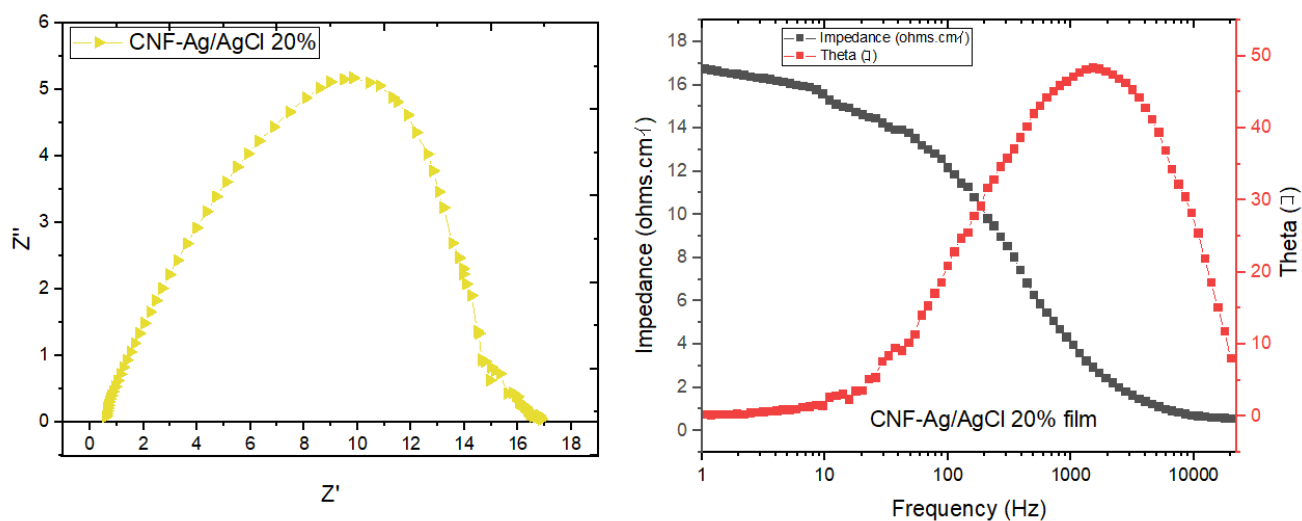 CNF-Ag/AgCl 20%
6
5
4
3
2
1
0
Z''
0 2 4 6 8 10 12 14 16 18
Z'
Impedance (ohms.cm
Theta (
18
16
14
12
10
8
6
4
2
0
Impedance (ohms.cm
50
40
30
20
10
0
Theta (
CNF-Ag/AgCl 20% film
1 10 100 1000 10000
Frequency (Hz)